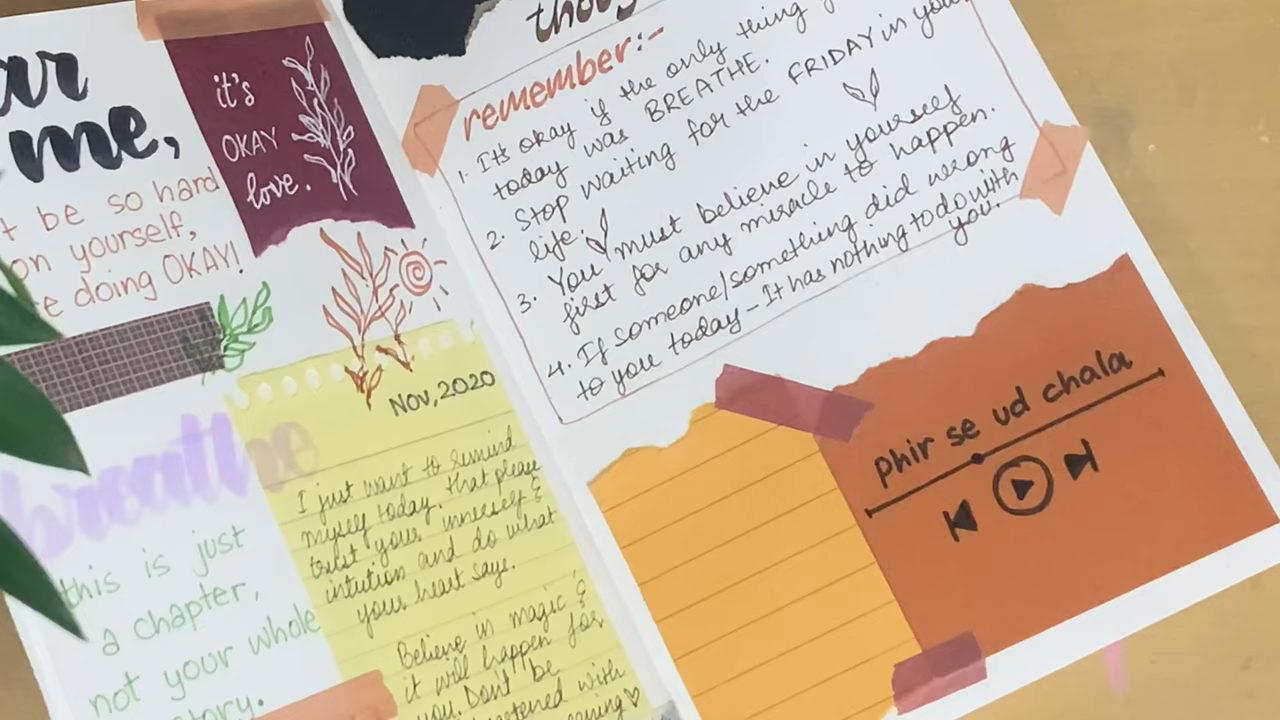 me,
be so hard
on yourself,
doing OKAY!
it's
OKAY
love.
breathe
this is just
a chapter,
not your whole
Nov, 2020
I just want to remind
myself today. that please
trust your innerself &
intution and do what
your heart says.
Believe in magic &
it will happen for
you. Don't be
with
remember:-
1. It's okay if the only thing
today was BREATHE.
2. Stop waiting for the FRIDAY in your
life.
3. You must believe in yourself
first for any miracle to happen.
4. If someone/something did wrong
to you today - It has nothing to do with
you.
phir se ud chala